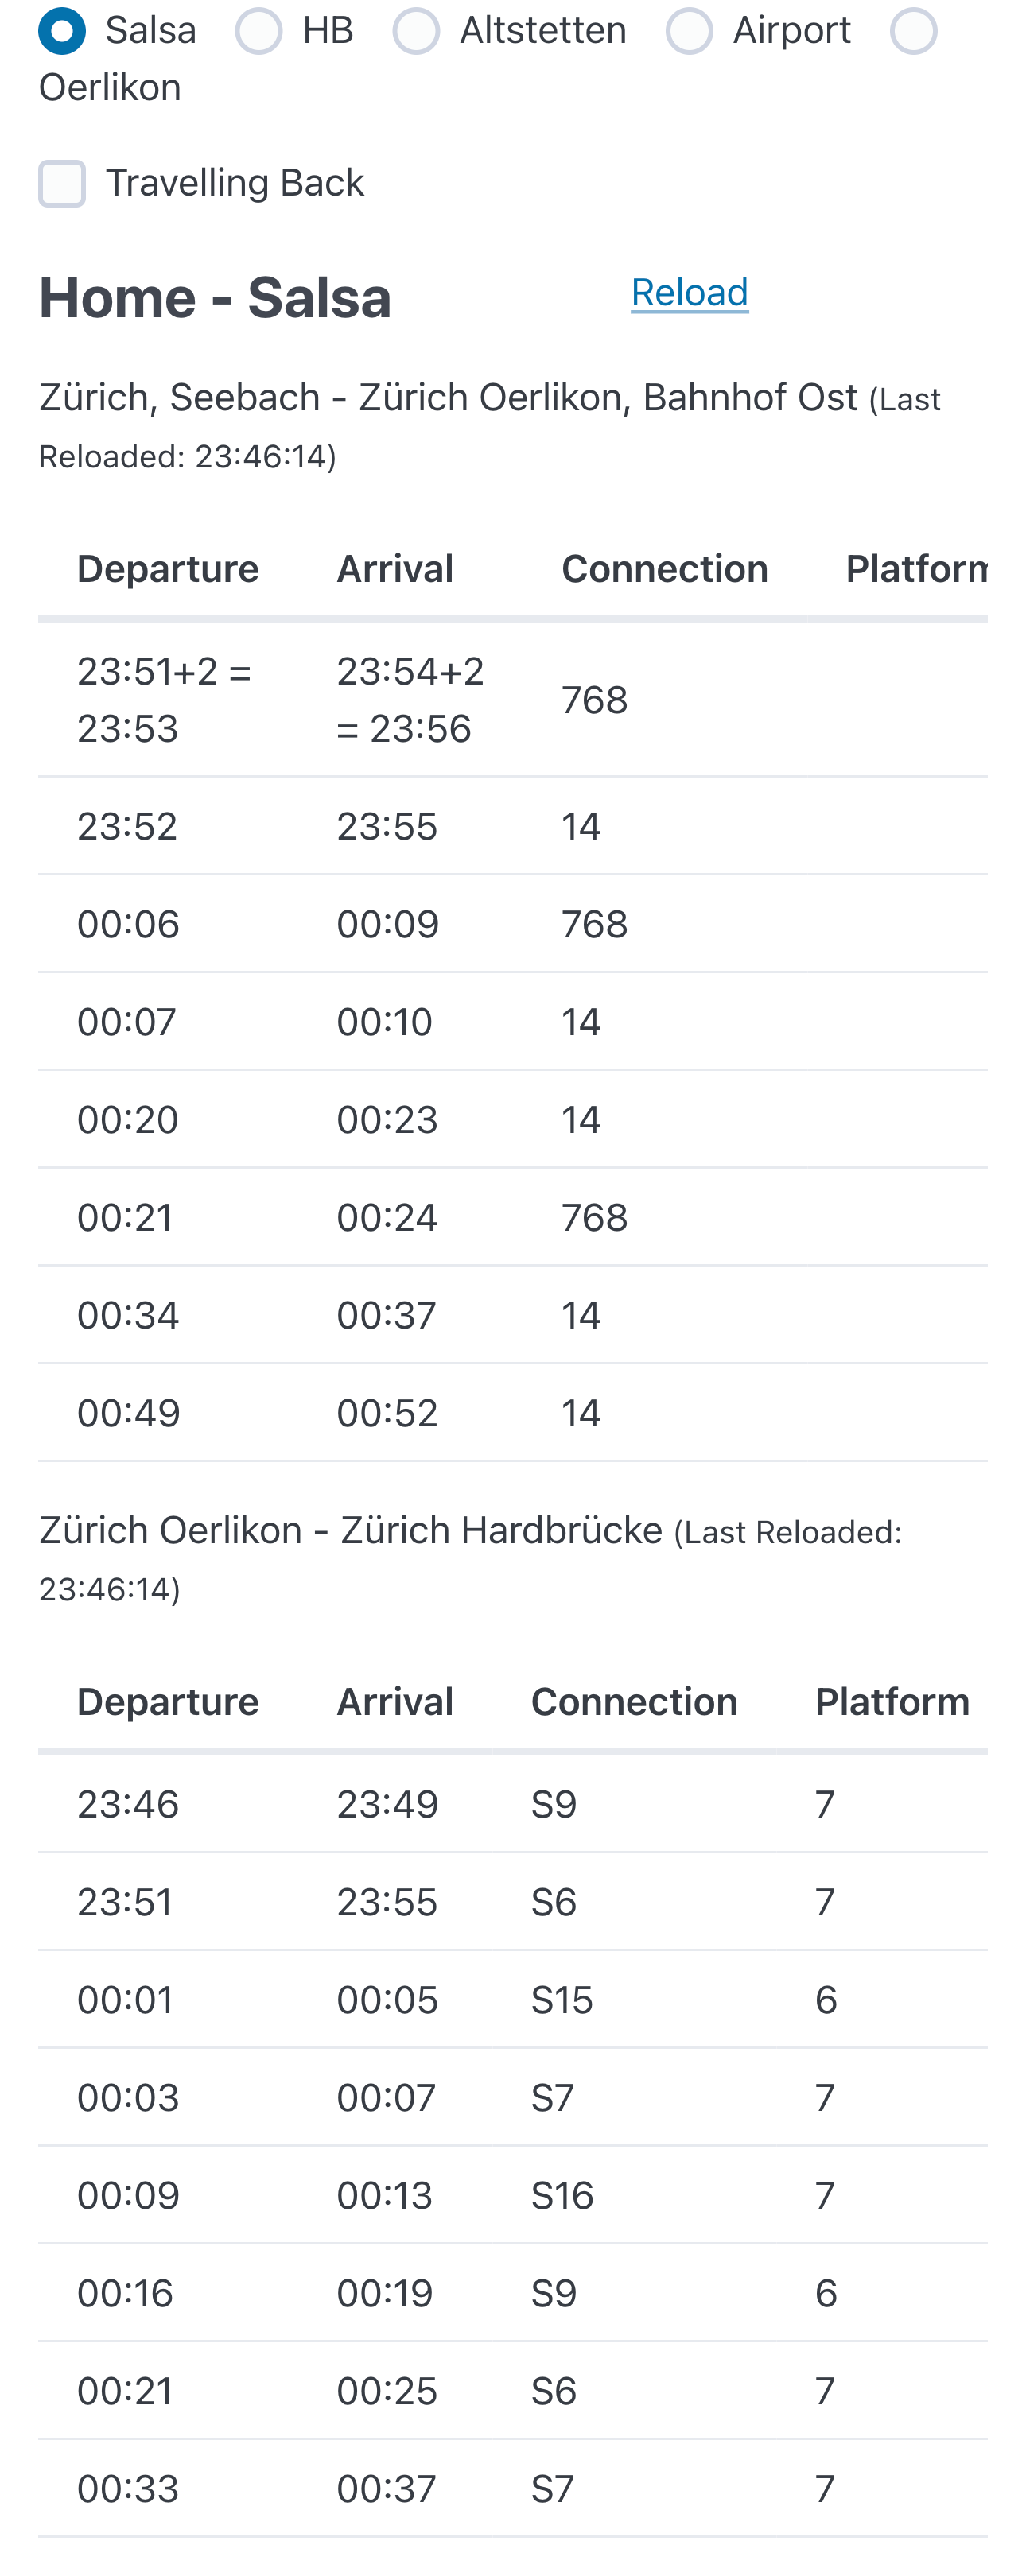 Salsa HB Altstetten Airport
Oerlikon
Travelling Back
Home - Salsa Reload
Zürich, Seebach - Zürich Oerlikon, Bahnhof Ost (Last
Reloaded: 23:46:14)
Departure Arrival Connection Platform
23:51+2 = 23:54+2 768
23:53 = 23:56
23:52 23:55 14
00:06 00:09 768
00:07 00:10 14
00:20 00:23 14
00:21 00:24 768
00:34 00:37 14
00:49 00:52 14
Zürich Oerlikon - Zürich Hardbrücke (Last Reloaded:
23:46:14)
Departure Arrival Connection Platform
23:46 23:49 S9 7
23:51 23:55 S6 7
00:01 00:05 S15 6
00:03 00:07 S7 7
00:09 00:13 S16 7
00:16 00:19 S9 6
00:21 00:25 S6 7
00:33 00:37 S7 7